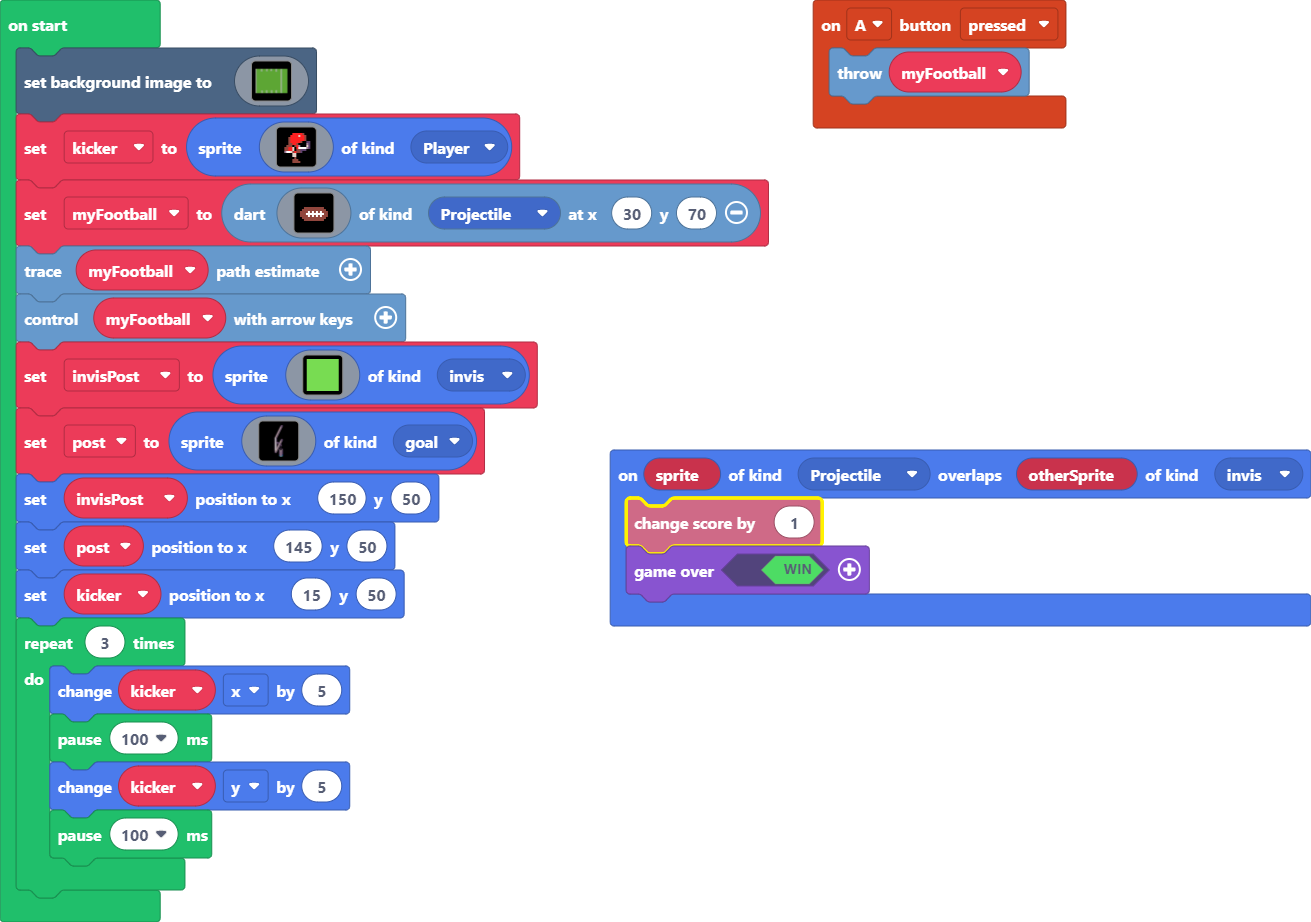 on start
set background image to
set kicker to sprite of kind Player
set myFootball to dart of kind Projectile at x 30 y 70
trace myFootball path estimate
control myFootball with arrow keys
set invisPost to sprite of kind invis
set post to sprite of kind goal
set invisPost position to x 150 y 50
set post position to x 145 y 50
set kicker position to x 15 y 50
repeat 3 times
do
change kicker x by 5
pause 100 ms
change kicker y by 5
pause 100 ms
on A button pressed
throw myFootball
on sprite of kind Projectile overlaps otherSprite of kind invis
change score by 1
game over WIN